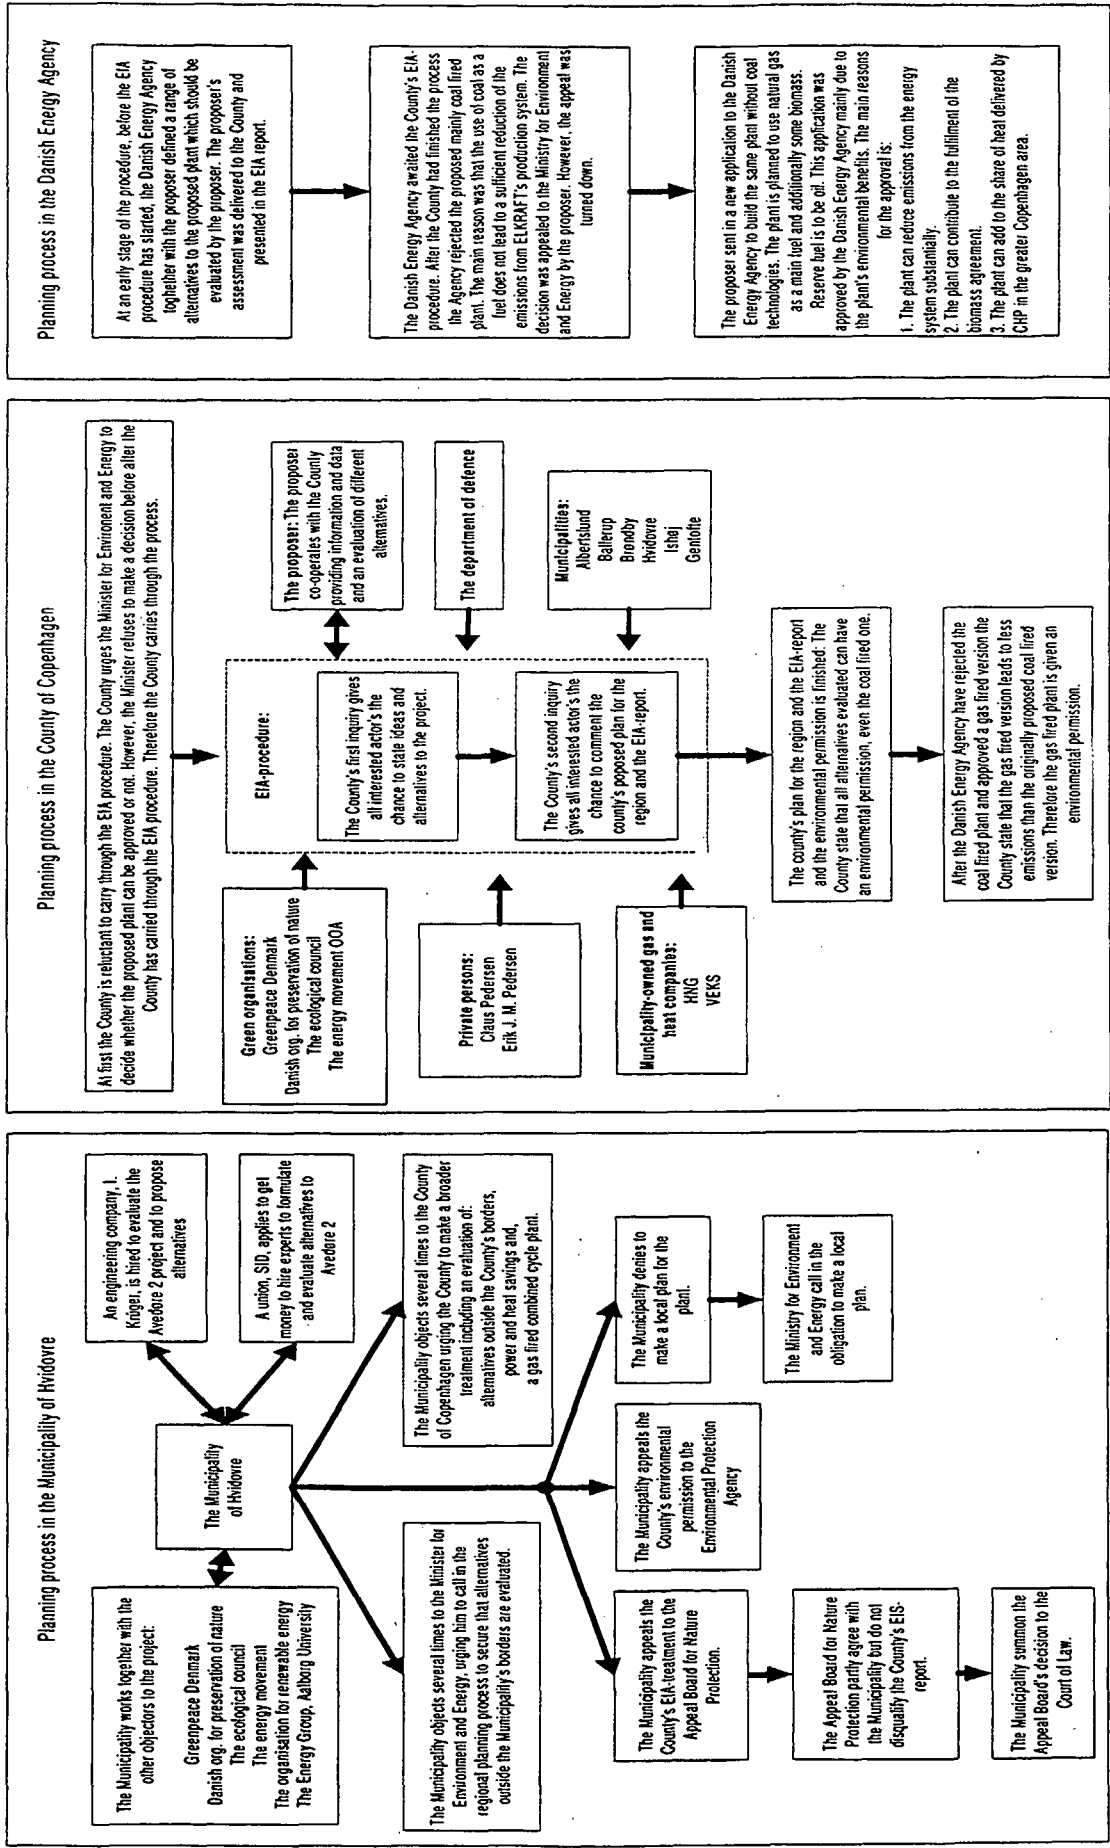 Planning process in the Municipality of Hvidovre
The Municipality works together with the
other objectors to the project:
Greenpeace Denmark
Danish org. for preservation of nature
The ecological council
The energy movement
The organisation for renewable energy
The Energy Group, Aalborg University
The Municipality
of Hvidovre
An engineering company, I.
Krüger, is hired to evaluate the
Avedøre 2 project and to propose
alternatives
A union, SID, applies to get
money to hire experts to formulate
and evaluate alternatives to
Avedøre 2
The Municipality objects several times to the Minister for
Environment and Energy, urging him to call in the
regional planning process to secure that alternatives
outside the Municipality's borders are evaluated.
The Municipality objects several times to the County
of Copenhagen urging the County to make a broader
treatment including an evaluation of:
alternatives outside the County's borders,
power and heat savings and,
a gas fired combined cycle plant.
The Municipality appeals the
County's EIA-treatment to the
Appeal Board for Nature
Protection.
The Municipality appeals the
County's environmental
permission to the
Environmental Protection
Agency
The Municipality denies to
make a local plan for the
plant.
The Appeal Board for Nature
Protection partly agree with
the Municipality but do not
disqualify the County's EIS-
report.
The Ministry for Environment
and Energy call in the
obligation to make a local
plan.
The Municipality summon the
Appeal Board's decision to the
Court of Law.
Planning process in the County of Copenhagen
At first the County is reluctant to carry through the EIA procedure. The County urges the Minister for Environent and Energy to
decide whether the proposed plant can be approved or not. However, the Minister refuses to make a decision before after the
County has carried through the EIA procedure. Therefore the County carries through the process.
Green organisations:
Greenpeace Denmark
Danish org. for preservation of nature
The ecological council
The energy movement OOA
Private persons:
Claus Pedersen
Erik J. M. Pedersen
Municipality-owned gas and
heat companies:
HNG
VEKS
EIA-procedure:
The County's first inquiry gives
all interested actor's the
chance to state ideas and
alternatives to the project.
The County's second inquiry
gives all interested actor's the
chance to comment the
county's poposed plan for the
region and the EIA-report.
The proposer: The proposer
co-operates with the County
providing information and data
and an evaluation of different
alternatives.
The department of defence
Municipalities:
Albertslund
Ballerup
Brøndby
Hvidovre
Ishøj
Gentofte
The county's plan for the region and the EIA-report
and the environmental permission is finished: The
County state that all alternatives evaluated can have
an environmental permission, even the coal fired one.
After the Danish Energy Agency have rejected the
coal fired plant and approved a gas fired version the
County state that the gas fired version leads to less
emissions than the originally proposed coal fired
version. Therefore the gas fired plant is given an
environmental permission.
Planning process in the Danish Energy Agency
At an early stage of the procedure, before the EIA
procedure has started, the Danish Energy Agency
toghether with the proposer defined a range of
alternatives to the proposed plant which should be
evaluated by the proposer. The proposer's
assessment was delivered to the County and
presented in the EIA report.
The Danish Energy Agency awaited the County's EIA-
procedure. After the County had finished the process
the Agency rejected the proposed mainly coal fired
plant. The main reason was that the use of coal as a
fuel does not lead to a sufficient reduction of the
emissions from ELKRAFT's production system. The
decision was appealed to the Ministry for Environment
and Energy by the proposer. However, the appeal was
turned down.
The proposer sent in a new application to the Danish
Energy Agency to build the same plant without coal
technologies. The plant is planned to use natural gas
as a main fuel and additionally some biomass.
Reserve fuel is to be oil. This application was
approved by the Danish Energy Agency mainly due to
the plant's environmental benefits. The main reasons
for the approval is:
1. The plant can reduce emissions from the energy
system substantially.
2. The plant can contribute to the fulfilment of the
biomass agreement.
3. The plant can add to the share of heat delivered by
CHP in the greater Copenhagen area.